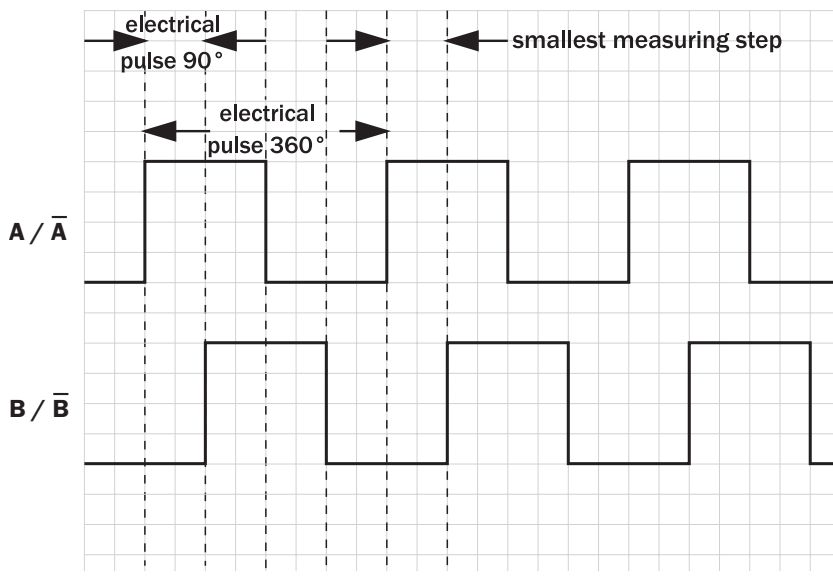 electrical
pulse 90°
smallest measuring step
electrical
pulse 360°
A / A̅
B / B̅